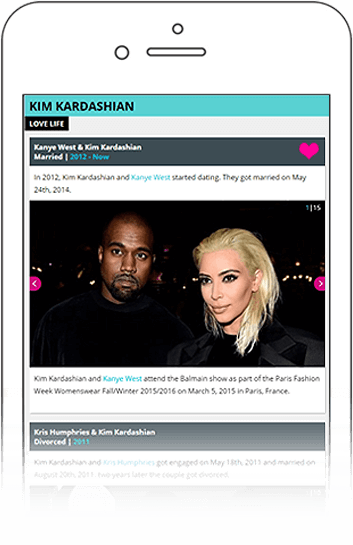 KIM KARDASHIAN
LOVE LIFE
Kanye West & Kim Kardashian
Married | 2012 - Now
In 2012, Kim Kardashian and Kanye West started dating. They got married on May
24th, 2014.
1|15
Kim Kardashian and Kanye West attend the Balmain show as part of the Paris Fashion
Week Womenswear Fall/Winter 2015/2016 on March 5, 2015 in Paris, France.
Kris Humphries & Kim Kardashian
Divorced | 2011
Kim Kardashian and Kris Humphries got engaged on May 18th, 2011 and married on
August 20th, 2011. Two years later the couple got divorced.